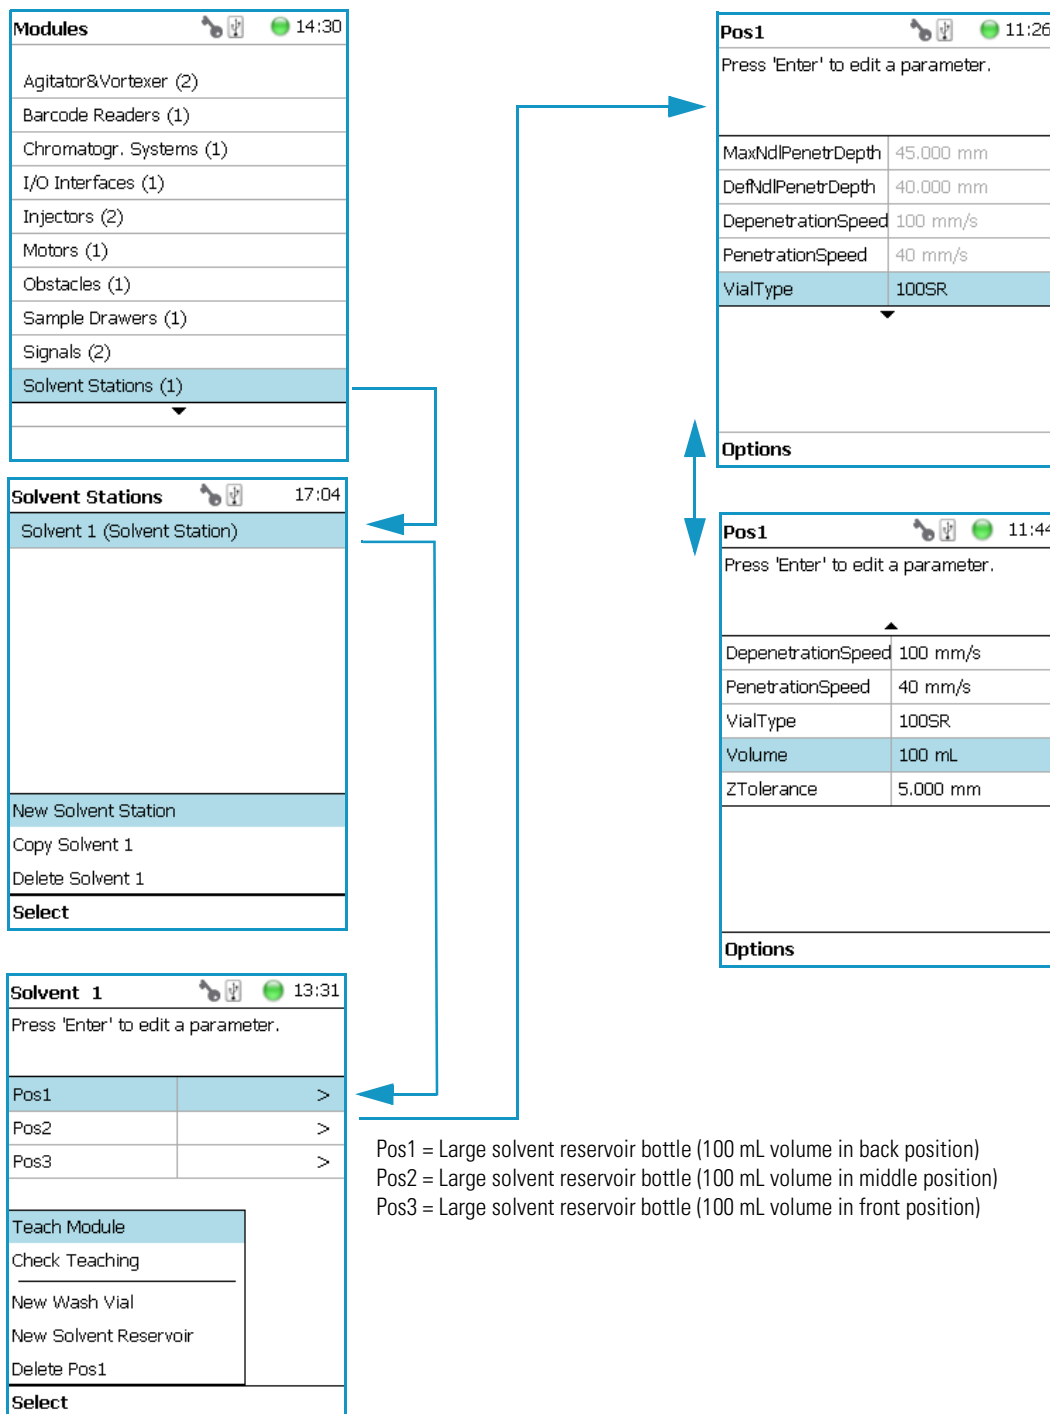 Modules 14:30
Agitator&Vortexer (2)
Barcode Readers (1)
Chromatogr. Systems (1)
I/O Interfaces (1)
Injectors (2)
Motors (1)
Obstacles (1)
Sample Drawers (1)
Signals (2)
Solvent Stations (1)
Solvent Stations 17:04
Solvent 1 (Solvent Station)
New Solvent Station
Copy Solvent 1
Delete Solvent 1
Select
Solvent 1 13:31
Press 'Enter' to edit a parameter.
Pos1 >
Pos2 >
Pos3 >
Teach Module
Check Teaching
New Wash Vial
New Solvent Reservoir
Delete Pos1
Select
Pos1 11:26
Press 'Enter' to edit a parameter.
MaxNdlPenetrDepth 45.000 mm
DefNdlPenetrDepth 40.000 mm
DepenetrationSpeed 100 mm/s
PenetrationSpeed 40 mm/s
VialType 100SR
Options
Pos1 11:44
Press 'Enter' to edit a parameter.
DepenetrationSpeed 100 mm/s
PenetrationSpeed 40 mm/s
VialType 100SR
Volume 100 mL
ZTolerance 5.000 mm
Options
Pos1 = Large solvent reservoir bottle (100 mL volume in back position)
Pos2 = Large solvent reservoir bottle (100 mL volume in middle position)
Pos3 = Large solvent reservoir bottle (100 mL volume in front position)